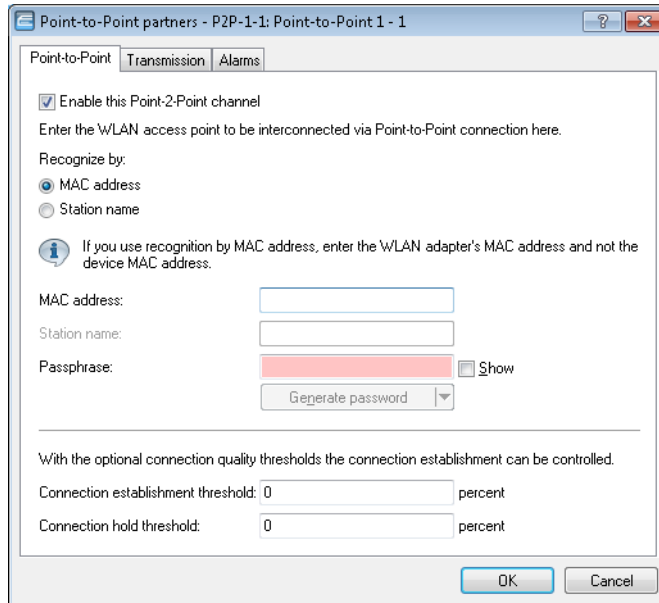 Point-to-Point partners - P2P-1-1: Point-to-Point 1 - 1
Point-to-Point Transmission Alarms
Enable this Point-2-Point channel
Enter the WLAN access point to be interconnected via Point-to-Point connection here.
Recognize by:
MAC address
Station name
If you use recognition by MAC address, enter the WLAN adapter's MAC address and not the
device MAC address.
MAC address:
Station name:
Passphrase: Show
Generate password
With the optional connection quality thresholds the connection establishment can be controlled.
Connection establishment threshold: 0 percent
Connection hold threshold: 0 percent
OK Cancel